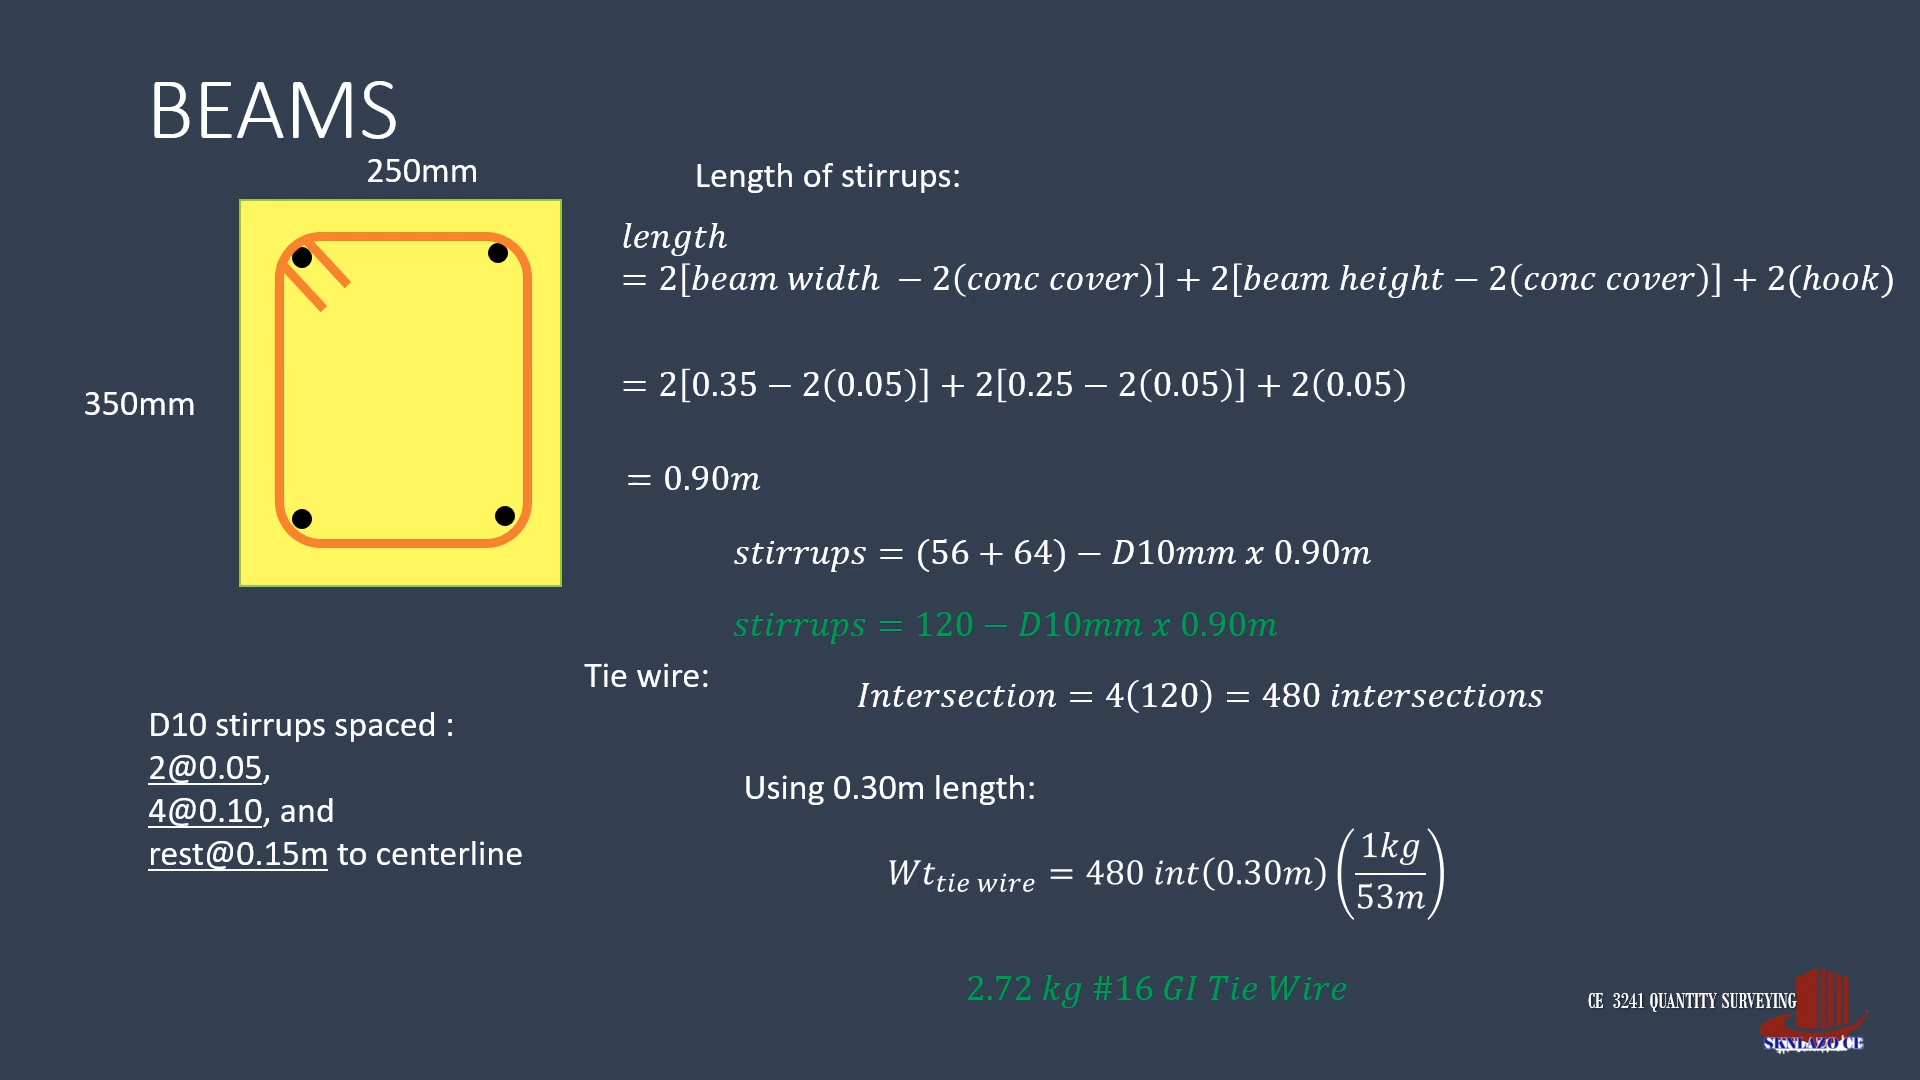 BEAMS
250mm
350mm
Length of stirrups:
length
= 2[beam width − 2(conc cover)] + 2[beam height − 2(conc cover)] + 2(hook)
= 2[0.35 − 2(0.05)] + 2[0.25 − 2(0.05)] + 2(0.05)
= 0.90m
stirrups = (56 + 64) − D10mm x 0.90m
stirrups = 120 − D10mm x 0.90m
Tie wire:
Intersection = 4(120) = 480 intersections
D10 stirrups spaced :
2@0.05,
4@0.10, and
rest@0.15m to centerline
Using 0.30m length:
Wt tie wire = 480 int(0.30m) (1kg/53m)
2.72 kg #16 GI Tie Wire
CE 3241 QUANTITY SURVEYING
SKNLAZO CE